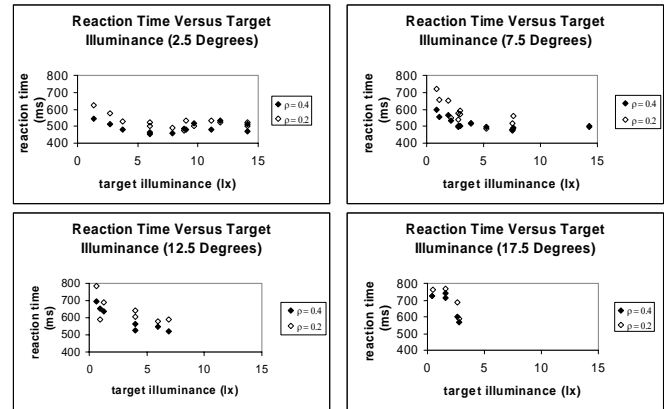 Reaction Time Versus Target
Illuminance (2.5 Degrees)
reaction time
(ms)
800
700
600
500
400
0 5 10 15
target illuminance (lx)
ρ = 0.4
ρ = 0.2
Reaction Time Versus Target
Illuminance (7.5 Degrees)
reaction time
(ms)
800
700
600
500
400
0 5 10 15
target illuminance (lx)
ρ = 0.4
ρ = 0.2
Reaction Time Versus Target
Illuminance (12.5 Degrees)
reaction time
(ms)
800
700
600
500
400
0 5 10 15
target illuminance (lx)
ρ = 0.4
ρ = 0.2
Reaction Time Versus Target
Illuminance (17.5 Degrees)
reaction time
(ms)
800
700
600
500
400
0 5 10 15
target illuminance (lx)
ρ = 0.4
ρ = 0.2